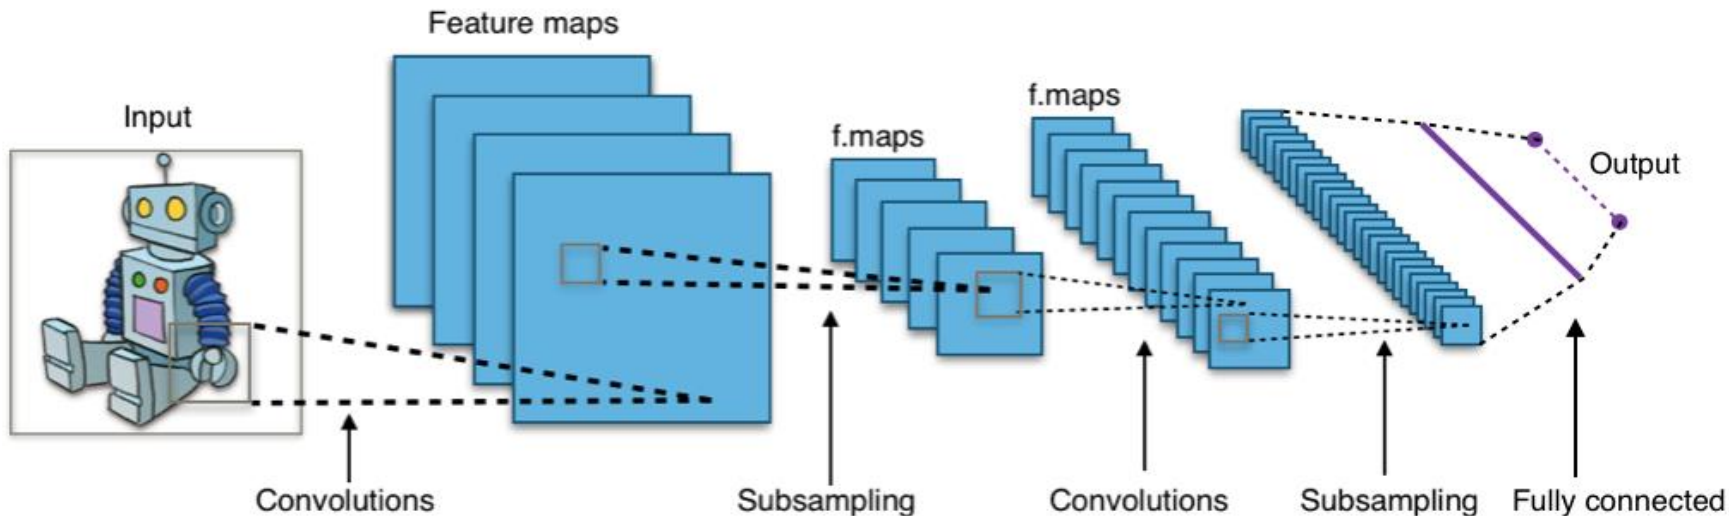 Feature maps
Input
f.maps
f.maps
Output
Convolutions
Subsampling
Convolutions
Subsampling
Fully connected